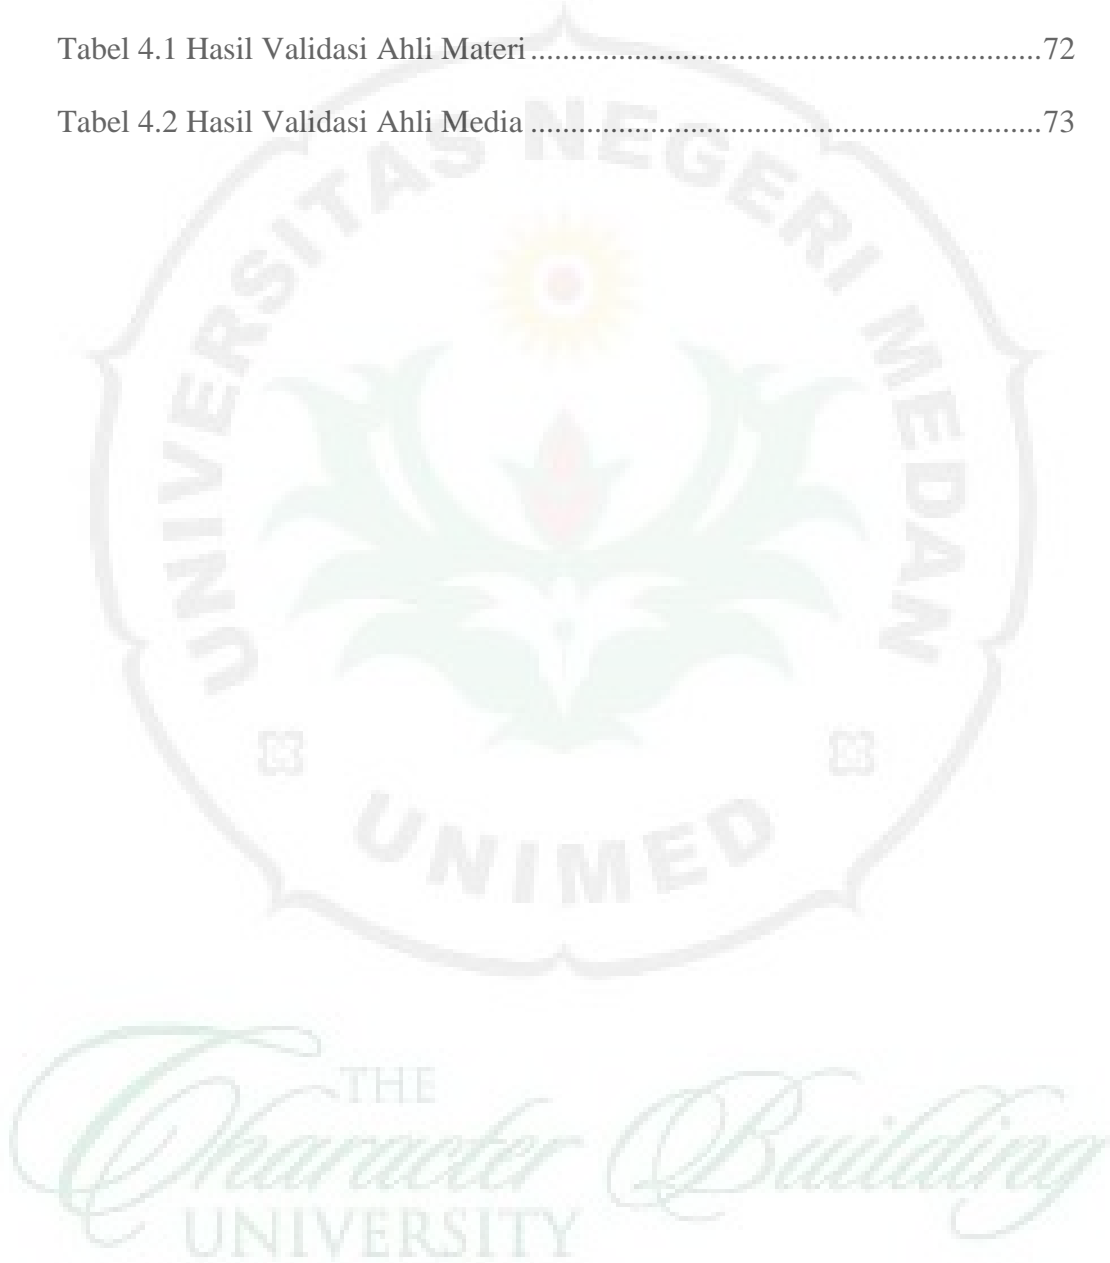 Tabel 4.1 Hasil Validasi Ahli Materi.............................................................72
Tabel 4.2 Hasil Validasi Ahli Media .............................................................73
UNIVERSITAS NEGERI MEDAN
UNIMED
THE
Character Building
UNIVERSITY